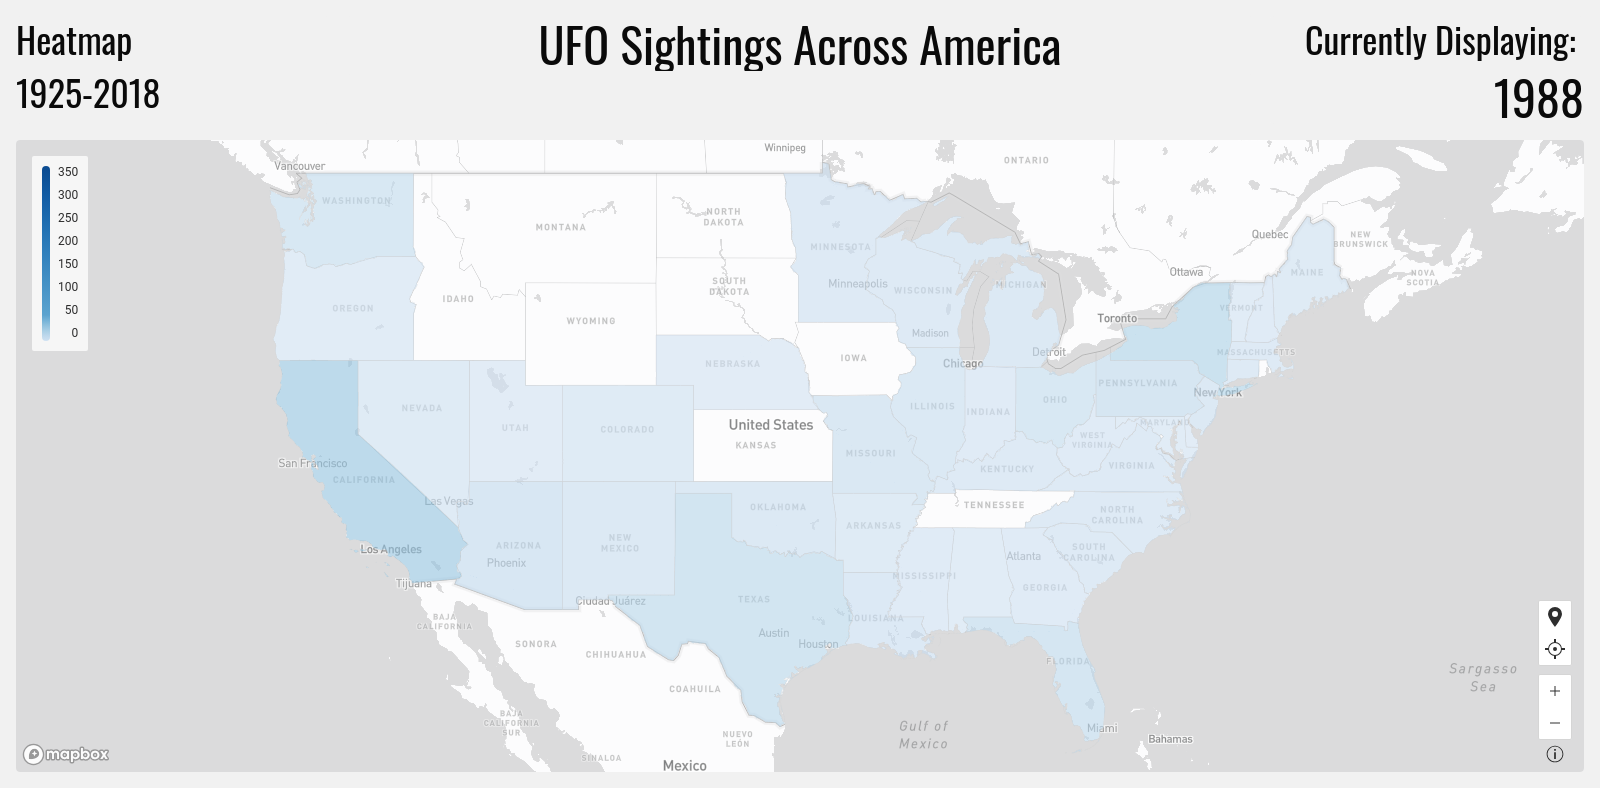 Heatmap
UFO Sightings Across America
Currently Displaying:
1925-2018
1988
Winnipeg
Vancouver
ONTARIO
350
300
250
200
150
100
50
0
WASHINGTON
MONTANA
NORTH
DAKOTA
MINNESOTA
Quebec
NEW
BRUNSWICK
Ottawa
MAINE
NOVA
SCOTIA
SOUTH
DAKOTA
Minneapolis
WISCONSIN
MICHIGAN
IDAHO
OREGON
VERMONT
WYOMING
Toronto
Madison
Detroit
MASSACHUSETTS
IOWA
Chicago
NEBRASKA
PENNSYLVANIA
New York
NEVADA
UTAH
COLORADO
ILLINOIS
INDIANA
OHIO
United States
KANSAS
MARYLAND
WEST
VIRGINIA
MISSOURI
San Francisco
CALIFORNIA
KENTUCKY
VIRGINIA
Las Vegas
OKLAHOMA
TENNESSEE
NORTH
CAROLINA
ARKANSAS
Los Angeles
ARIZONA
NEW
MEXICO
Phoenix
Atlanta
SOUTH
CAROLINA
MISSISSIPPI
GEORGIA
Tijuana
Ciudad Juárez
TEXAS
BAJA
CALIFORNIA
LOUISIANA
Austin
Houston
SONORA
CHIHUAHUA
FLORIDA
Sargasso
Sea
COAHUILA
BAJA
CALIFORNIA
SUR
Gulf of
Mexico
Miami
NUEVO
LEÓN
Bahamas
mapbox
SINALOA
Mexico